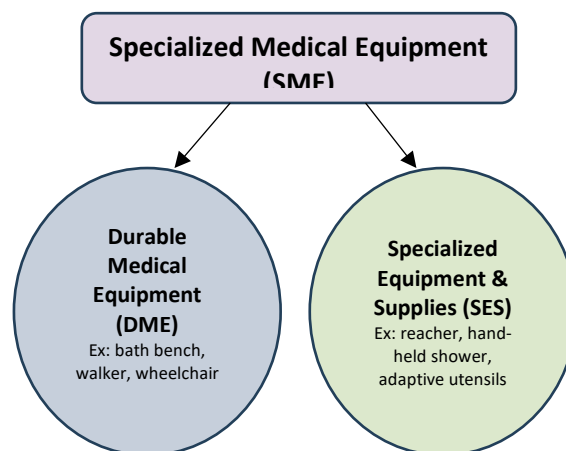 Specialized Medical Equipment
(SME)
Durable
Medical
Equipment
(DME)
Ex: bath bench,
walker, wheelchair
Specialized
Equipment &
Supplies (SES)
Ex: reacher, hand-
held shower,
adaptive utensils